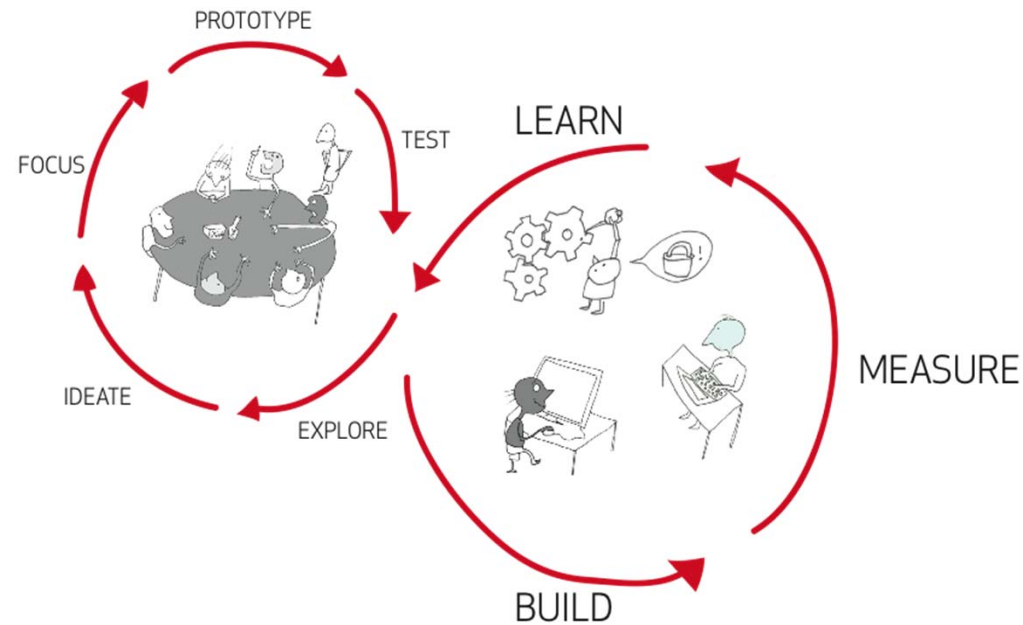 PROTOTYPE
LEARN
TEST
FOCUS
!
MEASURE
IDEATE
EXPLORE
BUILD